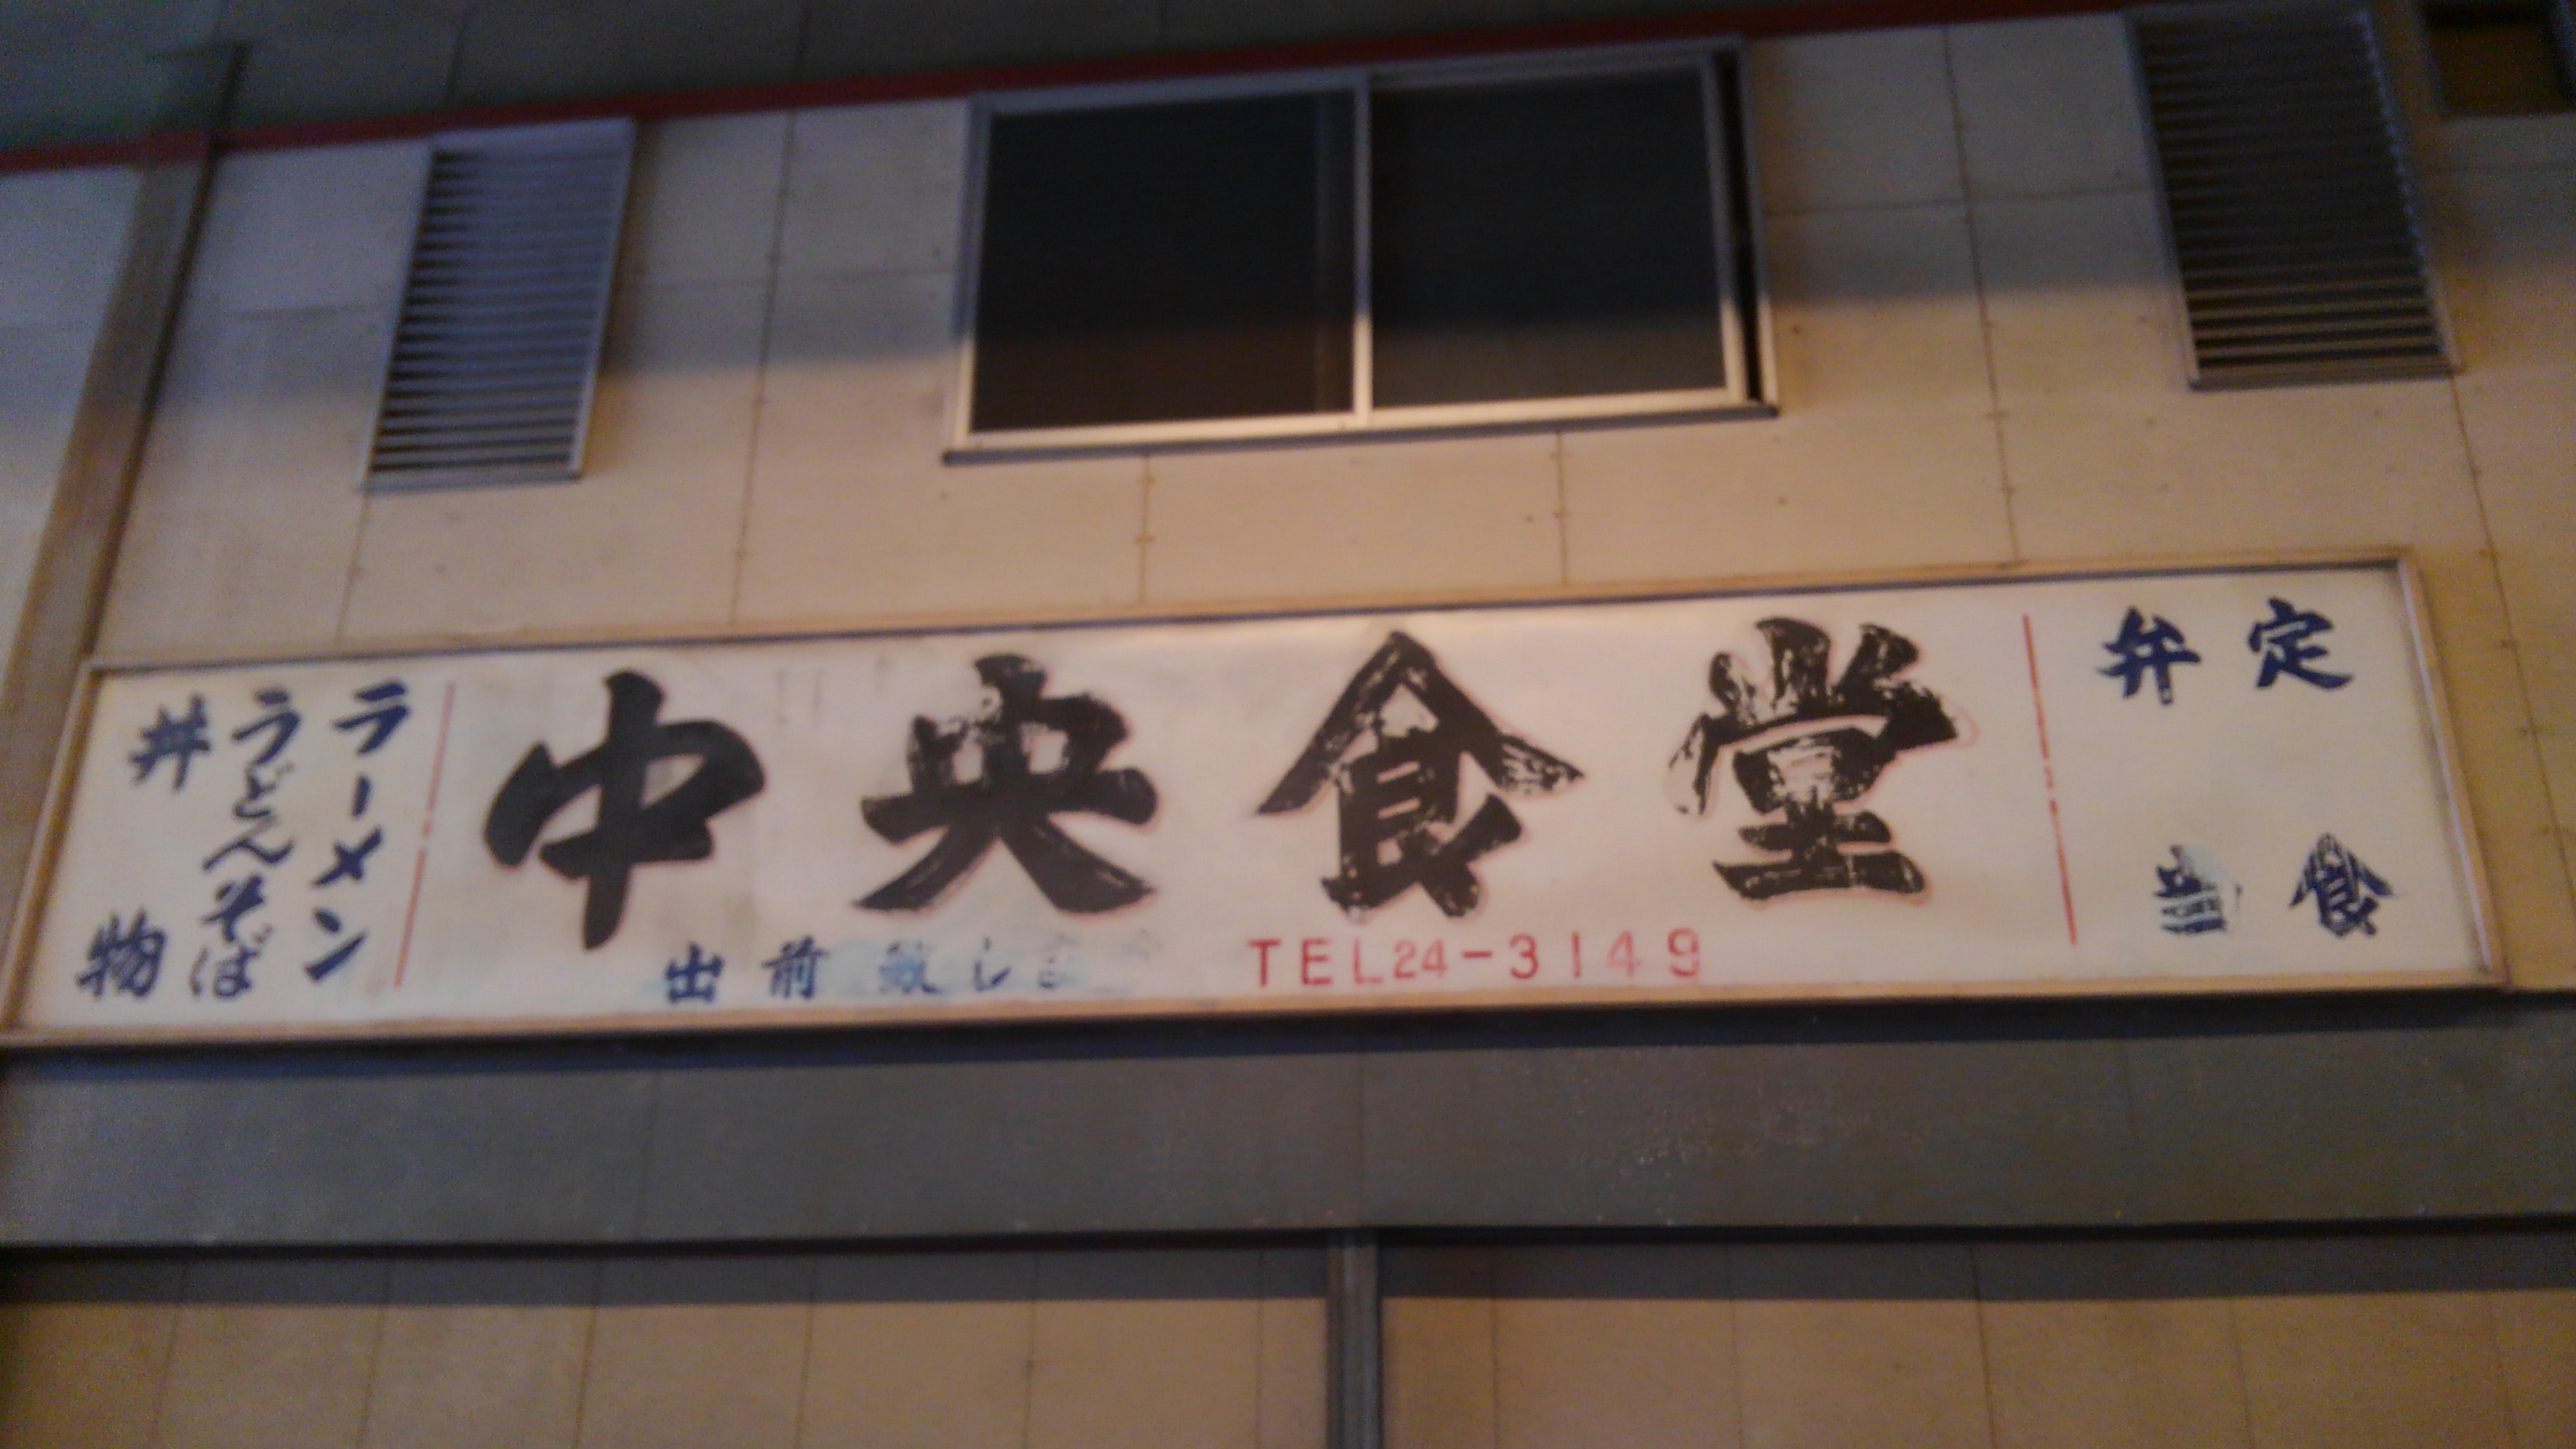 定食
弁当
中央食堂
出前致します
TEL24-3149
ラーメン
うどんそば
丼物